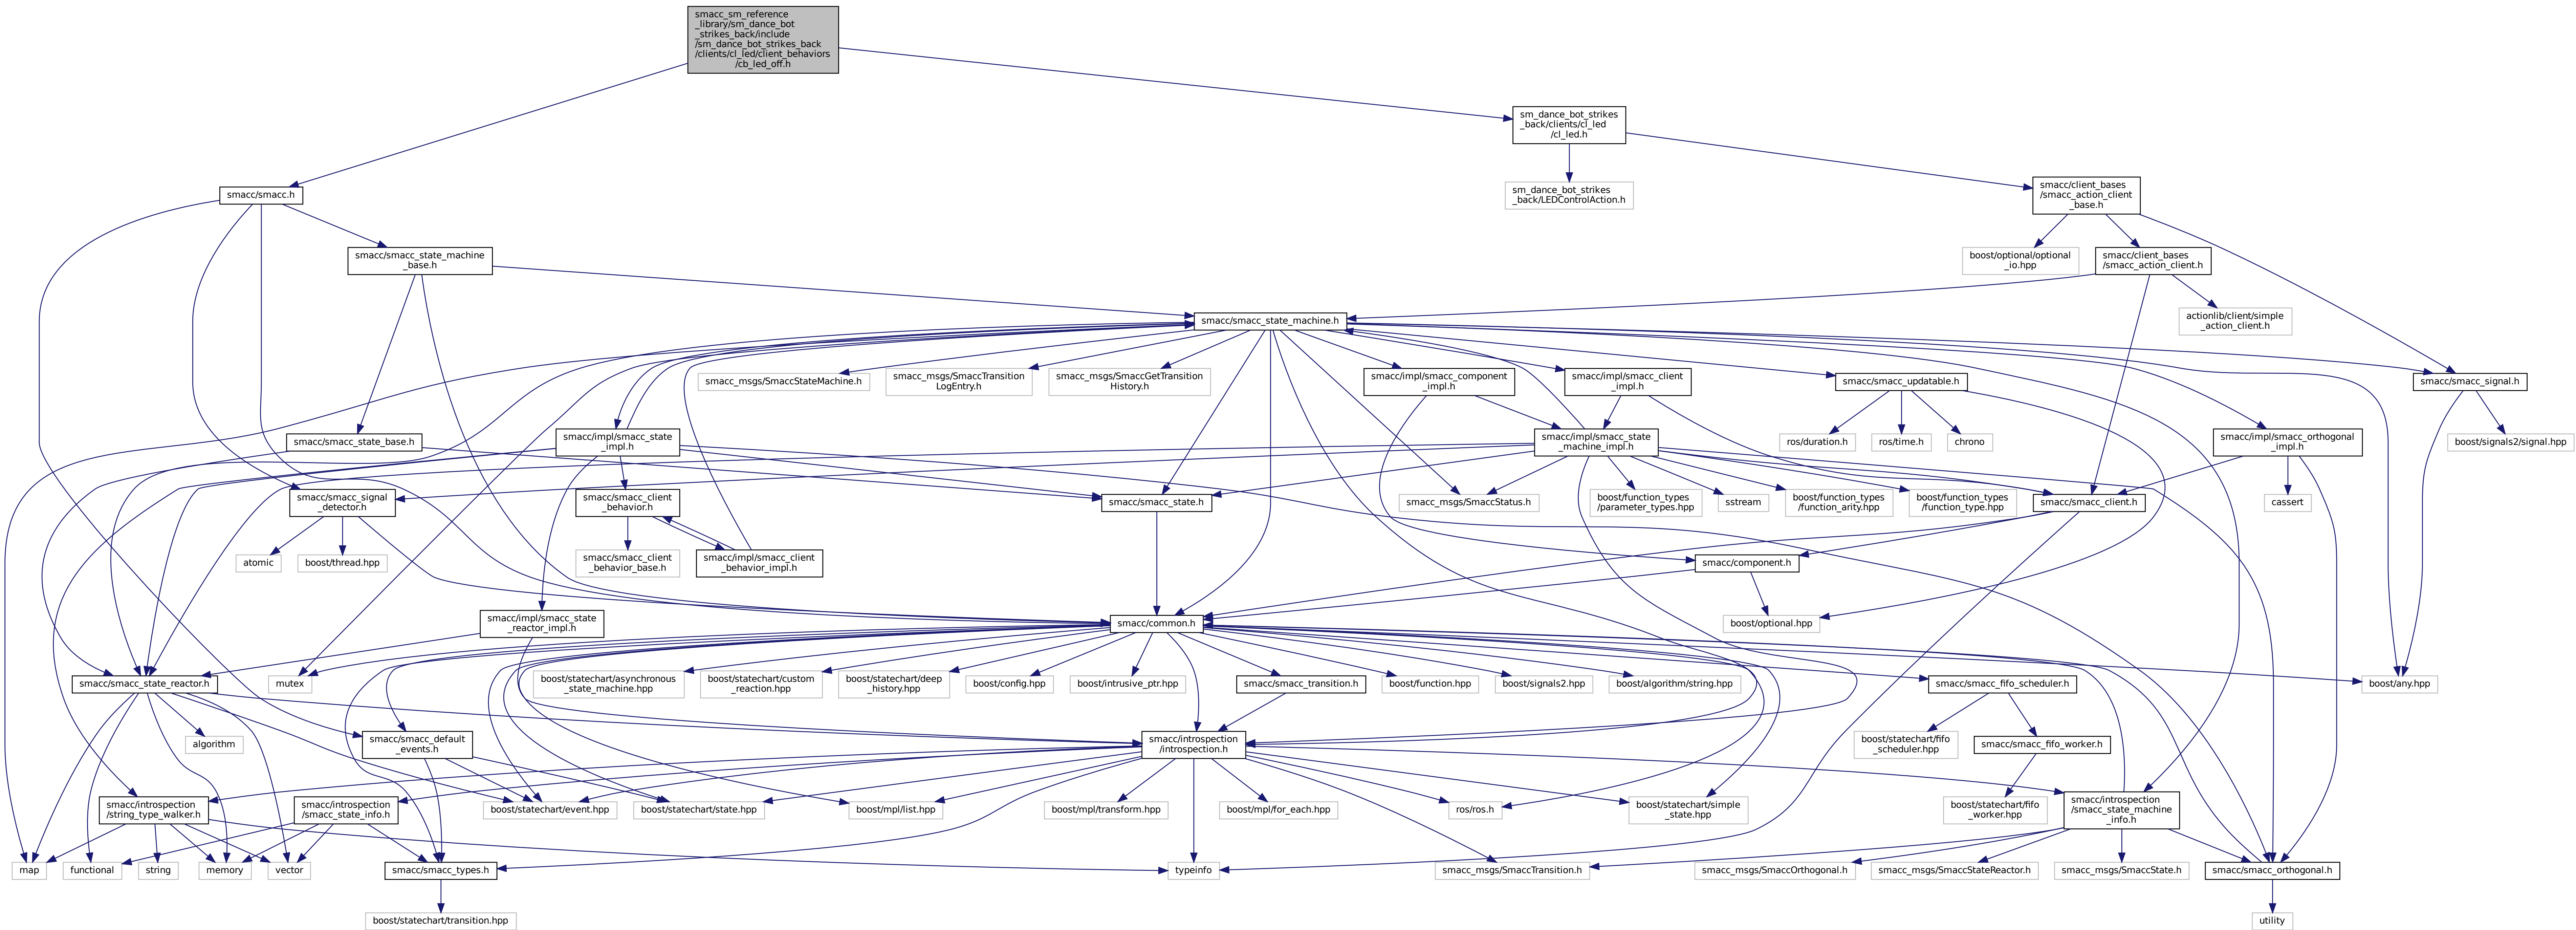 smacc_sm_reference
_library/sm_dance_bot
_strikes_back/include
/sm_dance_bot_strikes_back
/clients/cl_led/client_behaviors
/cb_led_off.h
sm_dance_bot_strikes
_back/clients/cl_led
/cl_led.h
smacc/smacc.h
sm_dance_bot_strikes
_back/LEDControlAction.h
smacc/client_bases
/smacc_action_client
_base.h
smacc/smacc_state_machine
_base.h
boost/optional/optional
_io.hpp
smacc/client_bases
/smacc_action_client.h
smacc/smacc_state_machine.h
actionlib/client/simple
_action_client.h
smacc_msgs/SmaccStateMachine.h
smacc_msgs/SmaccTransition
LogEntry.h
smacc_msgs/SmaccGetTransition
History.h
smacc/impl/smacc_component
_impl.h
smacc/impl/smacc_client
_impl.h
smacc/smacc_updatable.h
smacc/smacc_signal.h
smacc/smacc_state_base.h
smacc/impl/smacc_state
_impl.h
smacc/impl/smacc_state
_machine_impl.h
ros/duration.h
ros/time.h
chrono
smacc/impl/smacc_orthogonal
_impl.h
boost/signals2/signal.hpp
smacc/smacc_signal
_detector.h
smacc/smacc_client
_behavior.h
smacc/smacc_state.h
smacc_msgs/SmaccStatus.h
boost/function_types
/parameter_types.hpp
sstream
boost/function_types
/function_arity.hpp
boost/function_types
/function_type.hpp
smacc/smacc_client.h
cassert
atomic
boost/thread.hpp
smacc/smacc_client
_behavior_base.h
smacc/impl/smacc_client
_behavior_impl.h
smacc/component.h
smacc/impl/smacc_state
_reactor_impl.h
smacc/common.h
boost/optional.hpp
smacc/smacc_state_reactor.h
mutex
boost/statechart/asynchronous
_state_machine.hpp
boost/statechart/custom
_reaction.hpp
boost/statechart/deep
_history.hpp
boost/config.hpp
boost/intrusive_ptr.hpp
smacc/smacc_transition.h
boost/function.hpp
boost/signals2.hpp
boost/algorithm/string.hpp
smacc/smacc_fifo_scheduler.h
boost/any.hpp
algorithm
smacc/smacc_default
_events.h
smacc/introspection
/introspection.h
boost/statechart/fifo
_scheduler.hpp
smacc/smacc_fifo_worker.h
smacc/introspection
/string_type_walker.h
smacc/introspection
/smacc_state_info.h
boost/statechart/event.hpp
boost/statechart/state.hpp
boost/mpl/list.hpp
boost/mpl/transform.hpp
boost/mpl/for_each.hpp
ros/ros.h
boost/statechart/simple
_state.hpp
boost/statechart/fifo
_worker.hpp
smacc/introspection
/smacc_state_machine
_info.h
map
functional
string
memory
vector
smacc/smacc_types.h
typeinfo
smacc_msgs/SmaccTransition.h
smacc_msgs/SmaccOrthogonal.h
smacc_msgs/SmaccStateReactor.h
smacc_msgs/SmaccState.h
smacc/smacc_orthogonal.h
boost/statechart/transition.hpp
utility